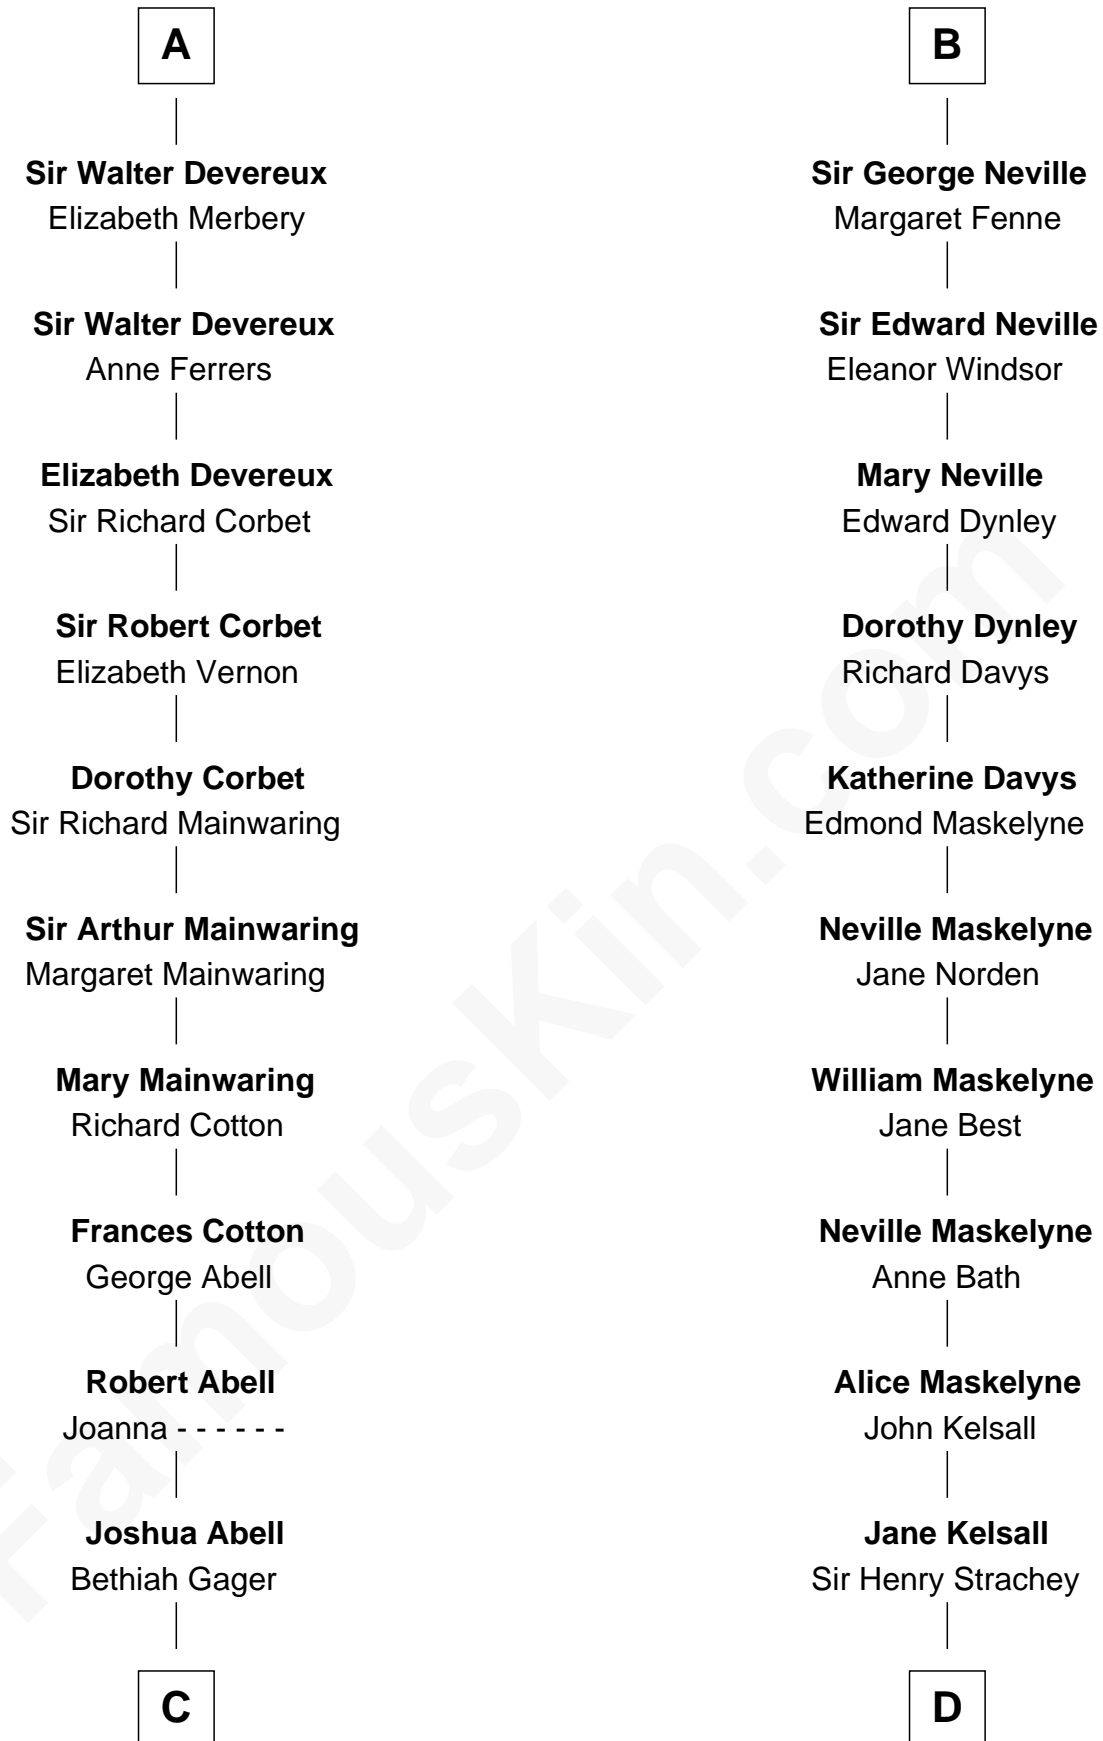 A
Sir Walter Devereux
Elizabeth Merbery
Sir Walter Devereux
Anne Ferrers
Elizabeth Devereux
Sir Richard Corbet
Sir Robert Corbet
Elizabeth Vernon
Dorothy Corbet
Sir Richard Mainwaring
Sir Arthur Mainwaring
Margaret Mainwaring
Mary Mainwaring
Richard Cotton
Frances Cotton
George Abell
Robert Abell
Joanna - - - - - -
Joshua Abell
Bethiah Gager
C
B
Sir George Neville
Margaret Fenne
Sir Edward Neville
Eleanor Windsor
Mary Neville
Edward Dynley
Dorothy Dynley
Richard Davys
Katherine Davys
Edmond Maskelyne
Neville Maskelyne
Jane Norden
William Maskelyne
Jane Best
Neville Maskelyne
Anne Bath
Alice Maskelyne
John Kelsall
Jane Kelsall
Sir Henry Strachey
D
FamousKin.com